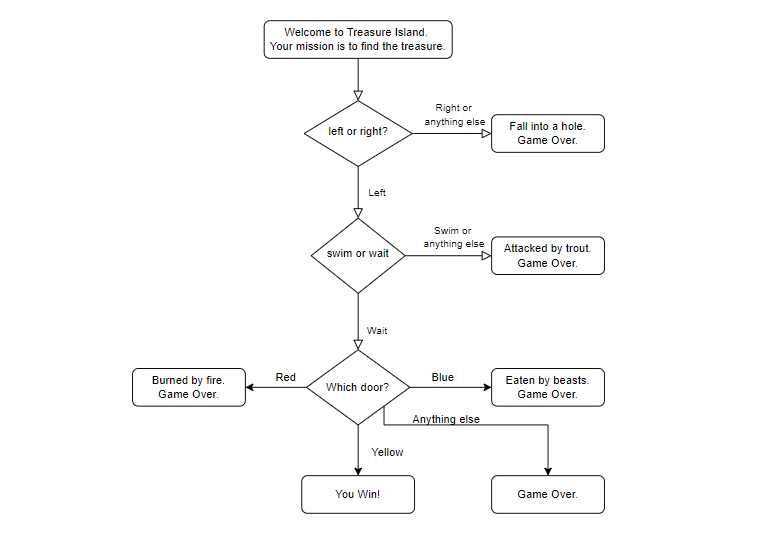 Welcome to Treasure Island.
Your mission is to find the treasure.
left or right?
Right or
anything else
Fall into a hole.
Game Over.
Left
swim or wait
Swim or
anything else
Attacked by trout.
Game Over.
Wait
Which door?
Red
Burned by fire.
Game Over.
Blue
Eaten by beasts.
Game Over.
Anything else
Yellow
You Win!
Game Over.